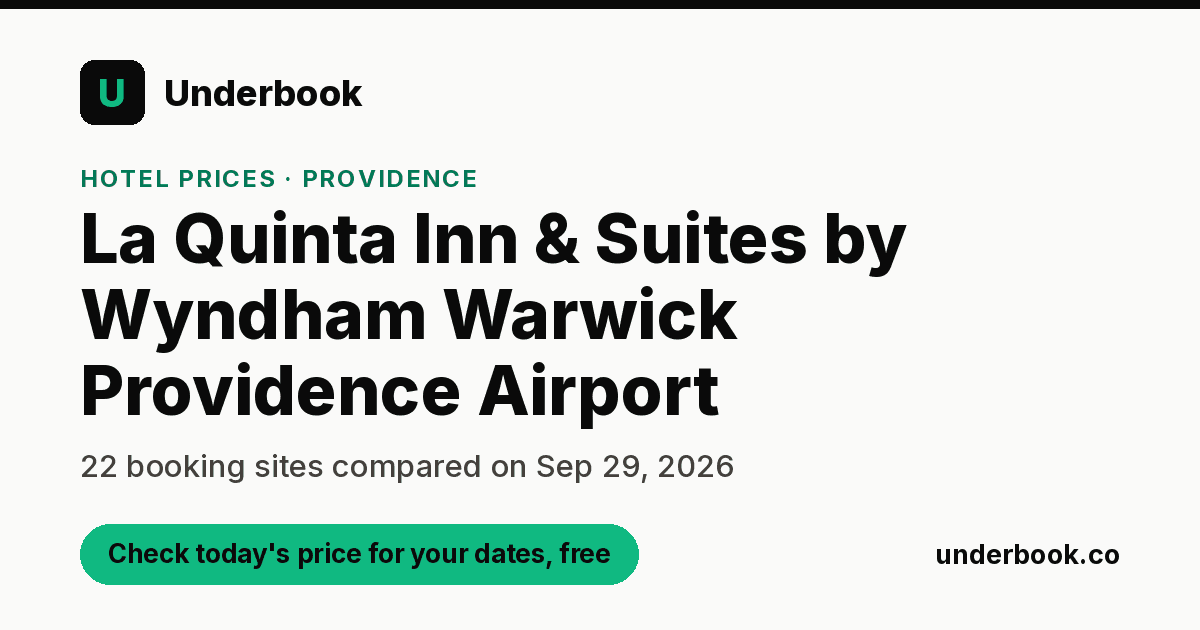 U Underbook
HOTEL PRICES · PROVIDENCE
La Quinta Inn & Suites by
Wyndham Warwick
Providence Airport
22 booking sites compared on Sep 29, 2026
Check today's price for your dates, free
underbook.co